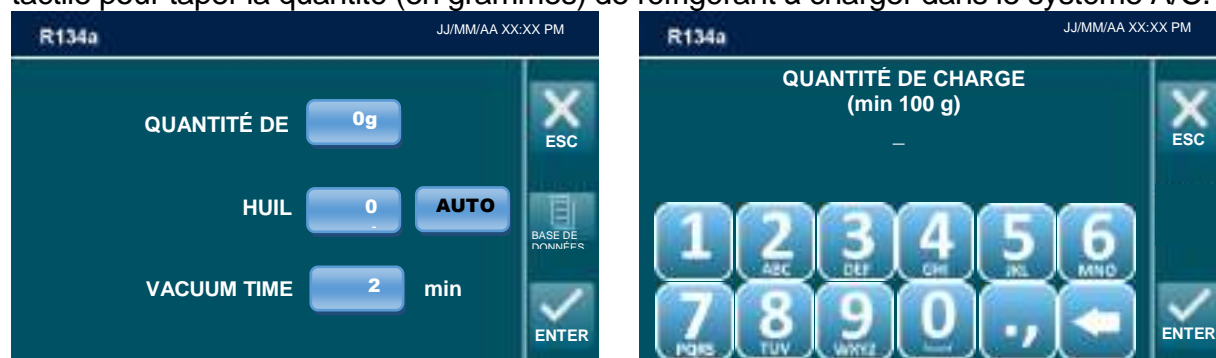 tactile pour taper la quantité (en grammes) de réfrigérant à charger dans le système A/C.
R134a JJ/MM/AA XX:XX PM
QUANTITÉ DE 0g
ESC
HUIL 0 AUTO
BASE DE
DONNÉES
VACUUM TIME 2 min
ENTER
R134a JJ/MM/AA XX:XX PM
QUANTITÉ DE CHARGE
(min 100 g)
_
ESC
1 2 3 4 5 6
ABC DEF GHI JKL MNO
7 8 9 0 .,
PQRS TUV WXYZ
ENTER